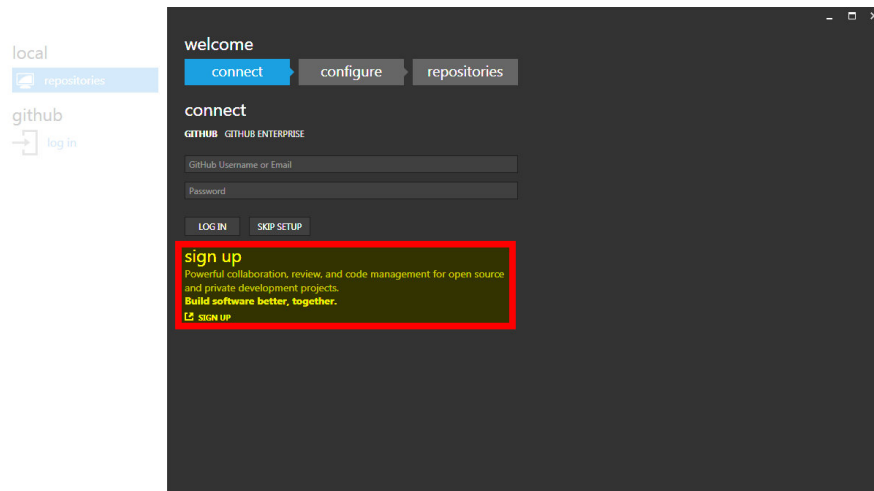 local
repositories
github
log in
welcome
connect configure repositories
connect
GITHUB GITHUB ENTERPRISE
GitHub Username or Email
Password
LOG IN SKIP SETUP
sign up
Powerful collaboration, review, and code management for open source
and private development projects.
Build software better, together.
SIGN UP